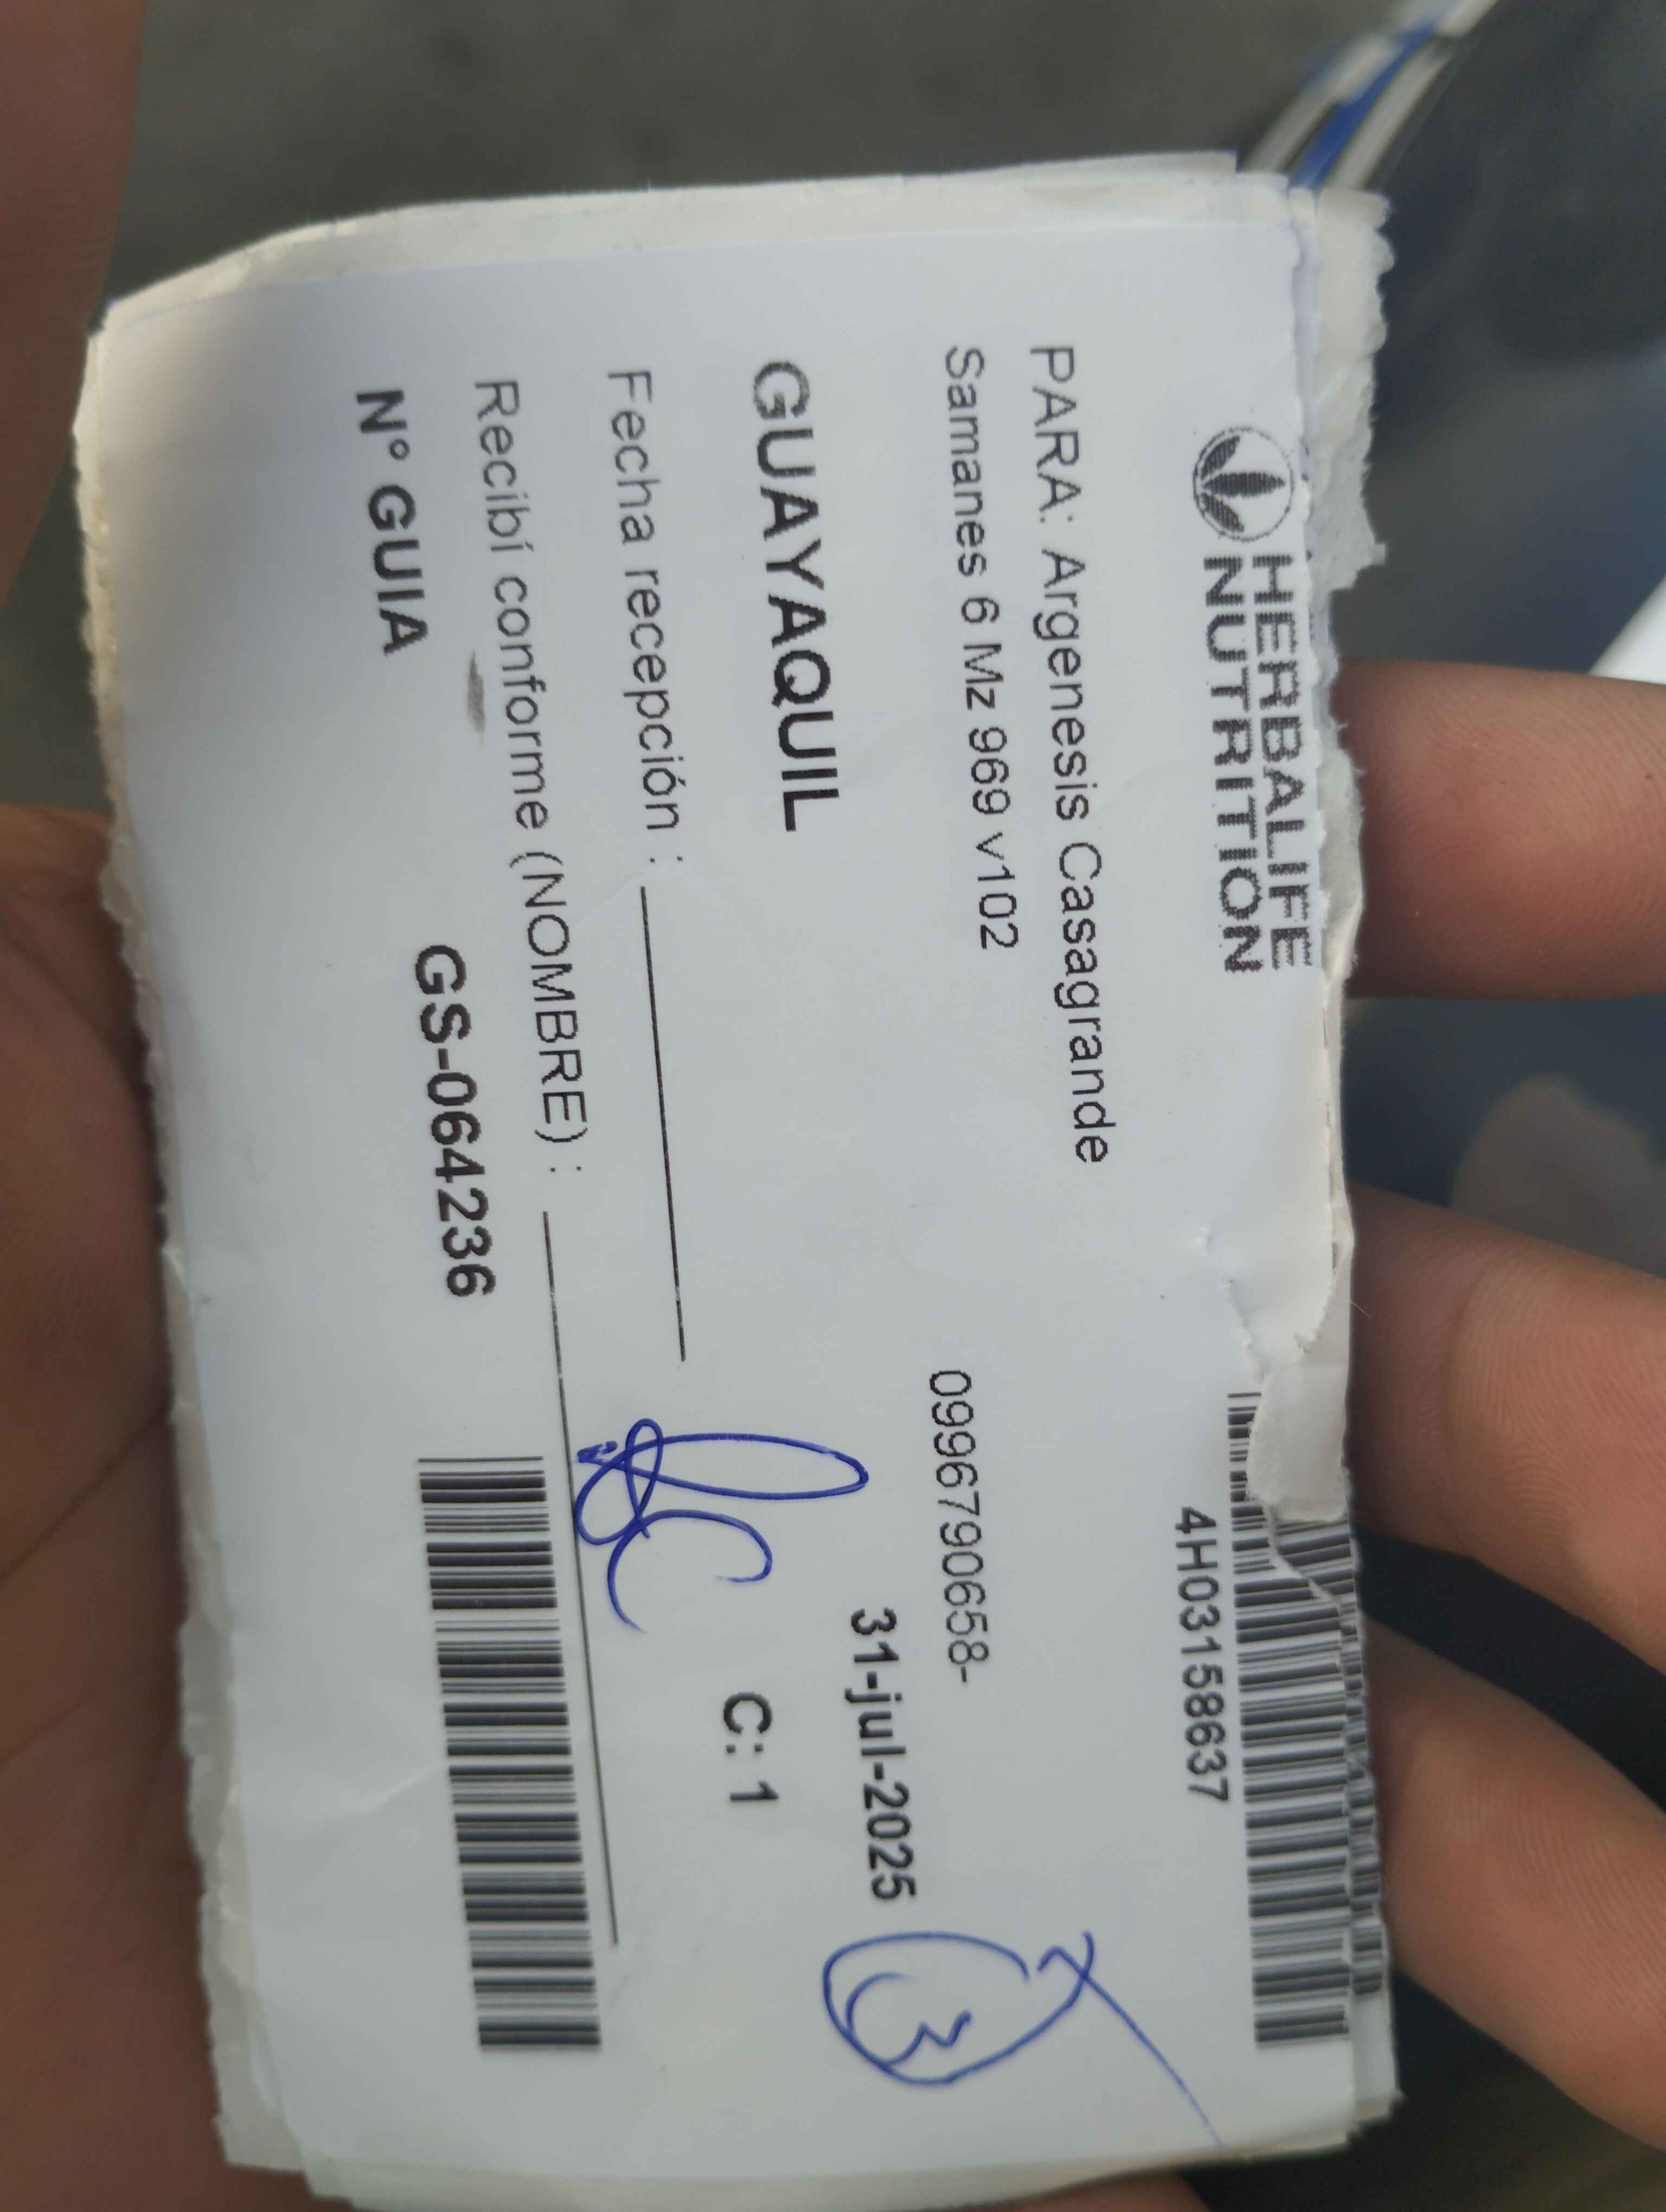 HERBALIFE
NUTRITION
4H03158637
PARA: Argenesis Casagrande
Samanes 6 Mz 969 v102
0996790658-
31-jul-2025
GUAYAQUIL
C: 1
Fecha recepción :
Recibí conforme (NOMBRE) :
N° GUIA
GS-064236